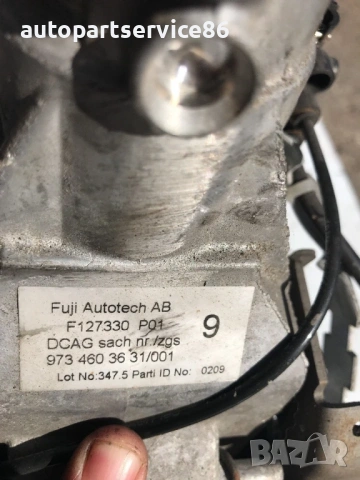 autopartservice86
Fuji Autotech AB
F127330 P01 9
DCAG sach nr./zgs
973 460 36 31/001
Lot No: 347.5 Parti ID No: 0209
BAZAR